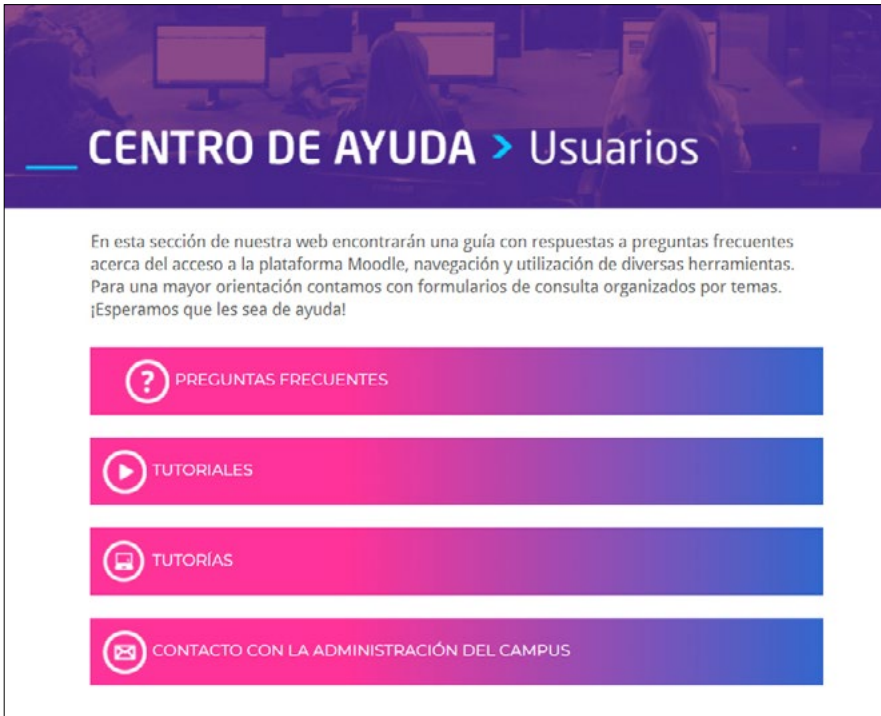 CENTRO DE AYUDA > Usuarios
En esta sección de nuestra web encontrarán una guía con respuestas a preguntas frecuentes
acerca del acceso a la plataforma Moodle, navegación y utilización de diversas herramientas.
Para una mayor orientación contamos con formularios de consulta organizados por temas.
¡Esperamos que les sea de ayuda!
PREGUNTAS FRECUENTES
TUTORIALES
TUTORÍAS
CONTACTO CON LA ADMINISTRACIÓN DEL CAMPUS